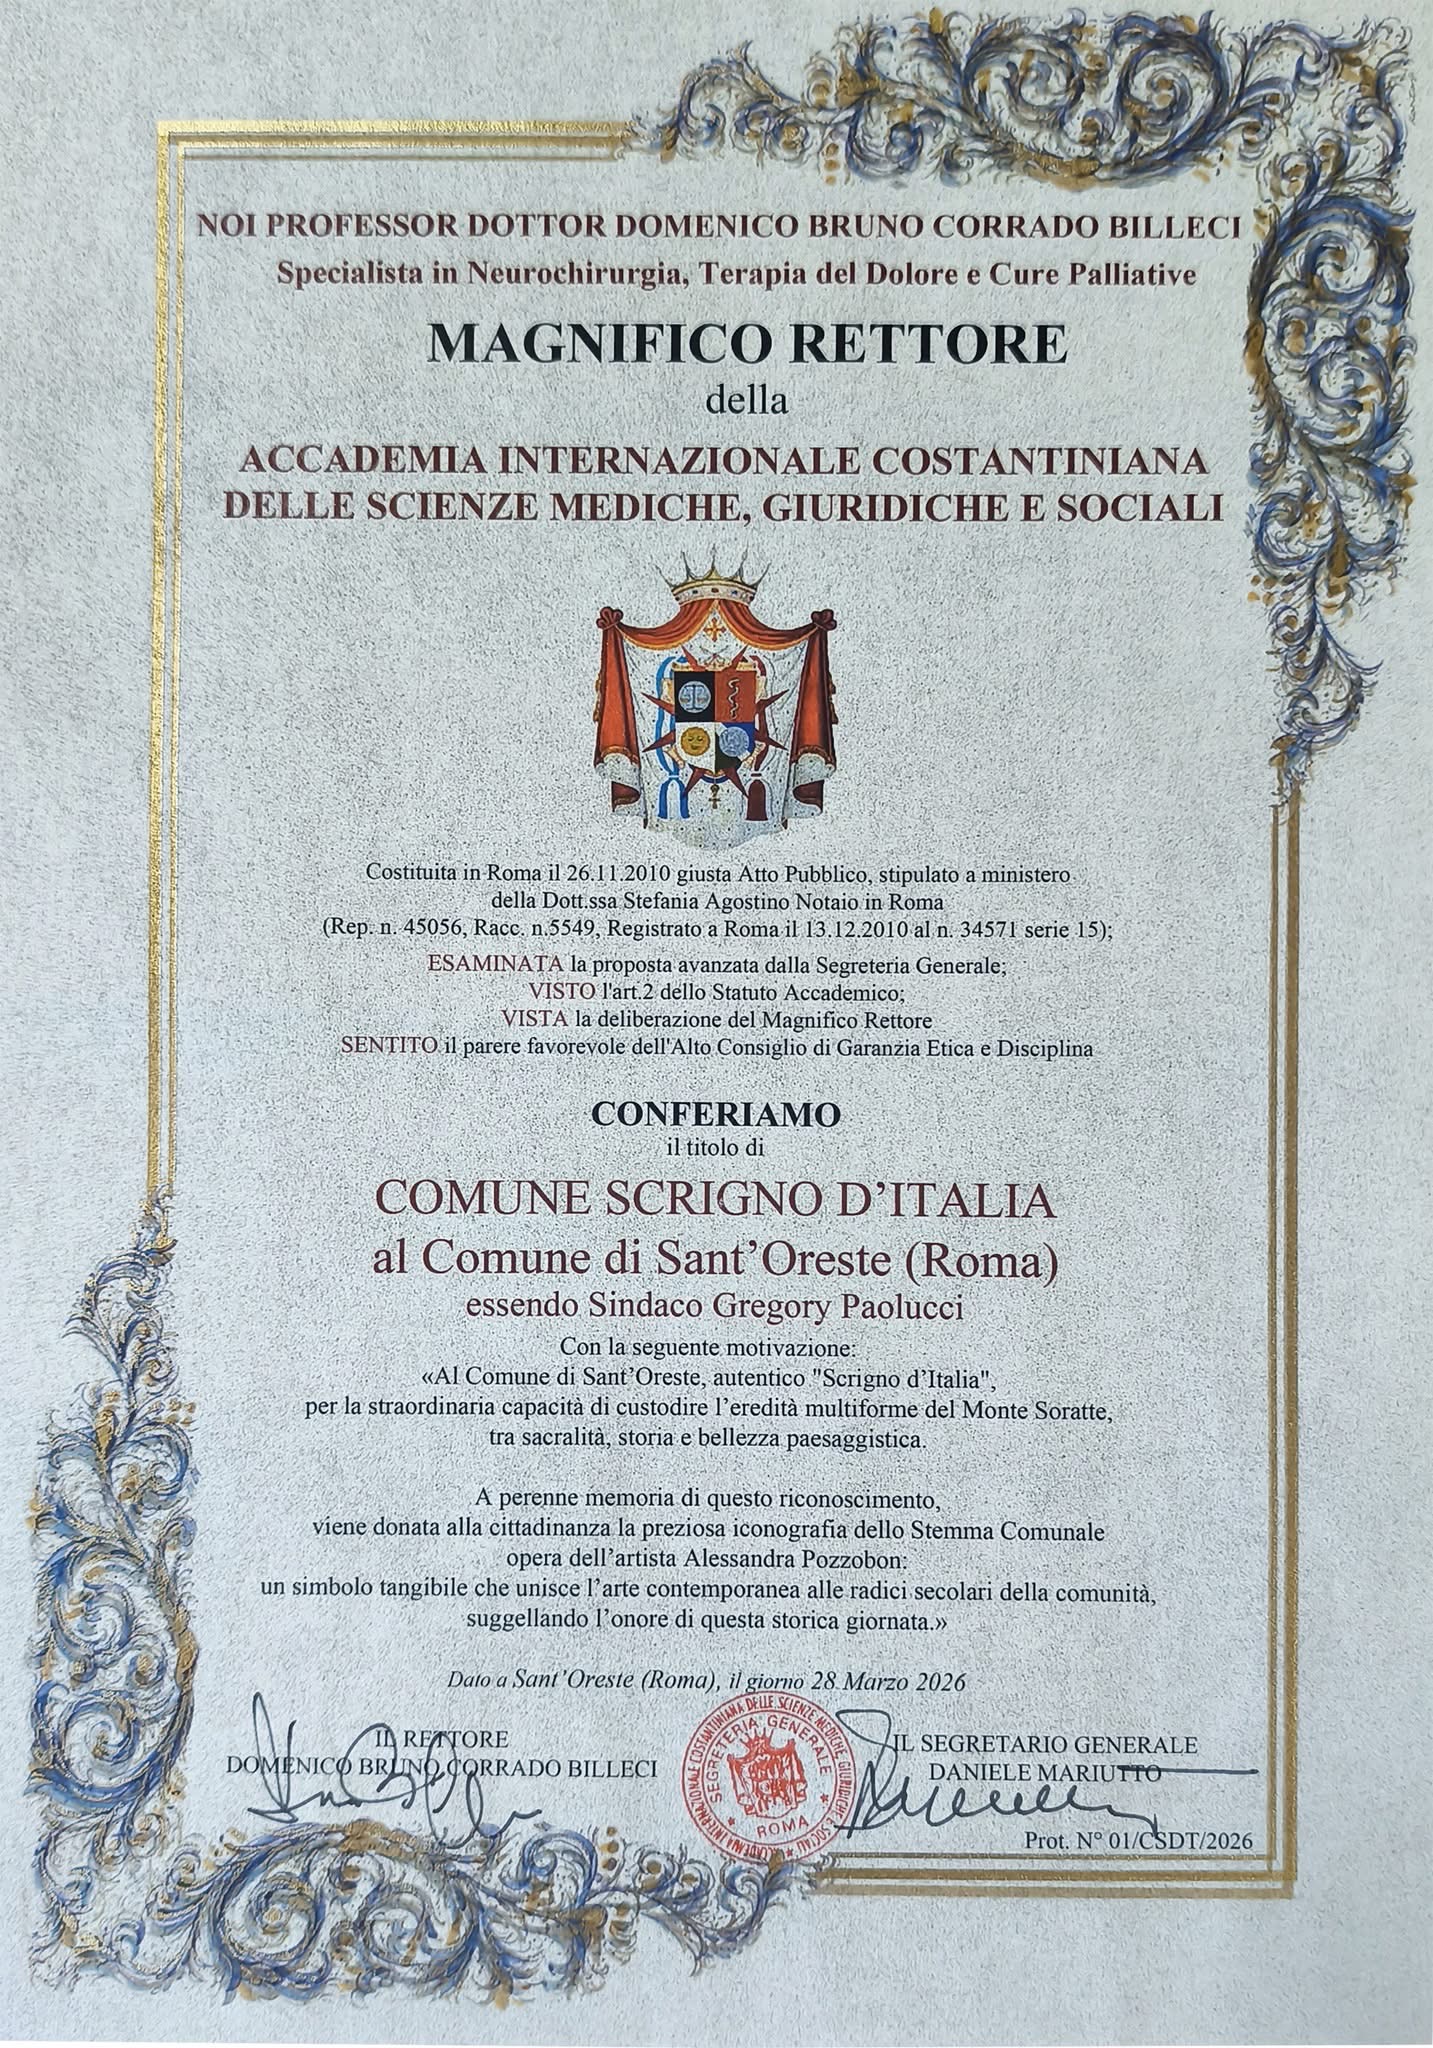 NOI PROFESSOR DOTTOR DOMENICO BRUNO CORRADO BILLECI
Specialista in Neurochirurgia, Terapia del Dolore e Cure Palliative
MAGNIFICO RETTORE
della
ACCADEMIA INTERNAZIONALE COSTANTINIANA
DELLE SCIENZE MEDICHE, GIURIDICHE E SOCIALI
Costituita in Roma il 26.11.2010 giusta Atto Pubblico, stipulato a ministero
della Dott.ssa Stefania Agostino Notaio in Roma
(Rep. n. 45056, Racc. n.5549, Registrato a Roma il 13.12.2010 al n. 34571 serie 15);
ESAMINATA la proposta avanzata dalla Segreteria Generale;
VISTO l'art.2 dello Statuto Accademico;
VISTA la deliberazione del Magnifico Rettore
SENTITO il parere favorevole dell'Alto Consiglio di Garanzia Etica e Disciplina
CONFERIAMO
il titolo di
COMUNE SCRIGNO D’ITALIA
al Comune di Sant’Oreste (Roma)
essendo Sindaco Gregory Paolucci
Con la seguente motivazione:
«Al Comune di Sant’Oreste, autentico "Scrigno d’Italia",
per la straordinaria capacità di custodire l’eredità multiforme del Monte Soratte,
tra sacralità, storia e bellezza paesaggistica.
A perenne memoria di questo riconoscimento,
viene donata alla cittadinanza la preziosa iconografia dello Stemma Comunale
opera dell’artista Alessandra Pozzobon:
un simbolo tangibile che unisce l’arte contemporanea alle radici secolari della comunità,
suggellando l’onore di questa storica giornata.»
Dato a Sant’Oreste (Roma), il giorno 28 Marzo 2026
IL RETTORE
DOMENICO BRUNO CORRADO BILLECI
ACCADEMIA INTERNAZIONALE COSTANTINIANA DELLE SCIENZE MEDICHE, GIURIDICHE E SOCIALI
SEGRETERIA GENERALE
ROMA
IL SEGRETARIO GENERALE
DANIELE MARIUTTO
Prot. N° 01/CSDT/2026